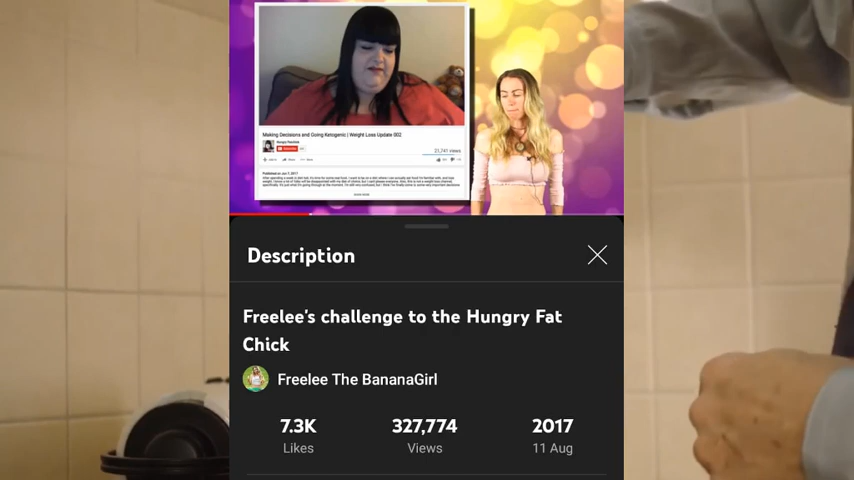 Making Decisions and Going Ketogenic | Weight Loss Update 502
21,741 views
Description
Freelee's challenge to the Hungry Fat
Chick
Freelee The BananaGirl
7.3K 327,774 2017
Likes Views 11 Aug